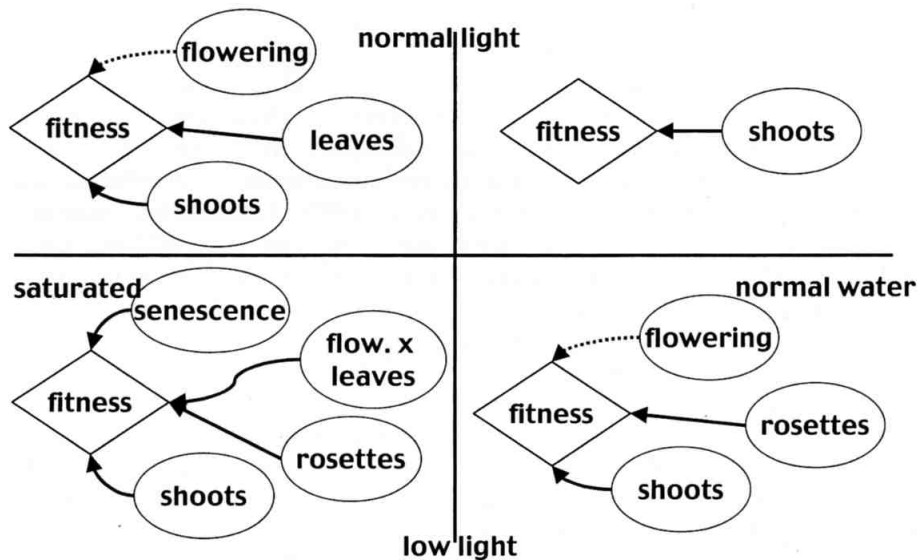 flowering
normal light
fitness
leaves
shoots
fitness
shoots
saturated
senescence
flow. x
leaves
fitness
rosettes
shoots
low light
normal water
flowering
fitness
rosettes
shoots